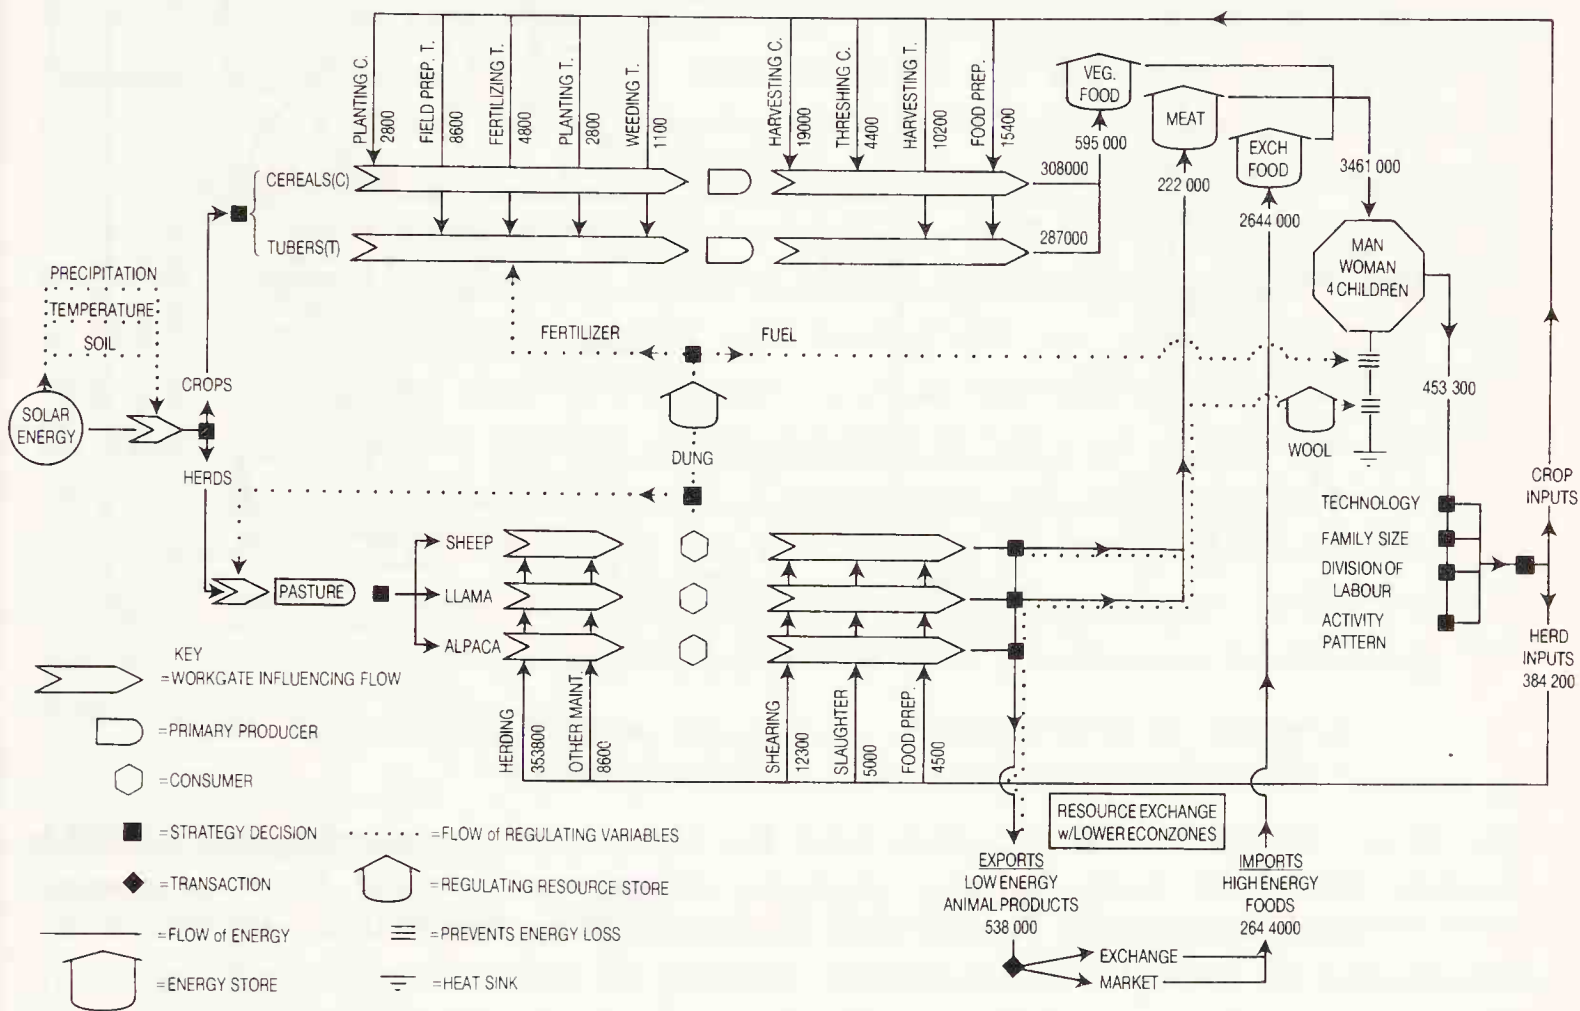 PLANTING C.
2800
FIELD PREP. T.
8600
FERTILIZING T.
4800
PLANTING T.
2800
WEEDING T.
1100
HARVESTING C.
19000
THRESHING C.
4400
HARVESTING T.
10200
FOOD PREP.
15400
VEG.
FOOD
595 000
MEAT
222 000
EXCH
FOOD
2644 000
3461 000
CEREALS(C)
308000
TUBERS(T)
287000
MAN
WOMAN
4 CHILDREN
PRECIPITATION
TEMPERATURE
SOIL
FERTILIZER
FUEL
CROPS
SOLAR
ENERGY
HERDS
DUNG
WOOL
453 300
TECHNOLOGY
FAMILY SIZE
DIVISION OF
LABOUR
ACTIVITY
PATTERN
CROP
INPUTS
HERD
INPUTS
384 200
SHEEP
PASTURE
LLAMA
ALPACA
HERDING
353800
OTHER MAINT.
8600
SHEARING
12300
SLAUGHTER
5000
FOOD PREP.
4500
KEY
=WORKGATE INFLUENCING FLOW
=PRIMARY PRODUCER
=CONSUMER
=STRATEGY DECISION
=FLOW of REGULATING VARIABLES
=TRANSACTION
=REGULATING RESOURCE STORE
=FLOW of ENERGY
=PREVENTS ENERGY LOSS
=ENERGY STORE
=HEAT SINK
RESOURCE EXCHANGE
w/LOWER ECONZONES
EXPORTS
LOW ENERGY
ANIMAL PRODUCTS
538 000
IMPORTS
HIGH ENERGY
FOODS
264 4000
EXCHANGE
MARKET